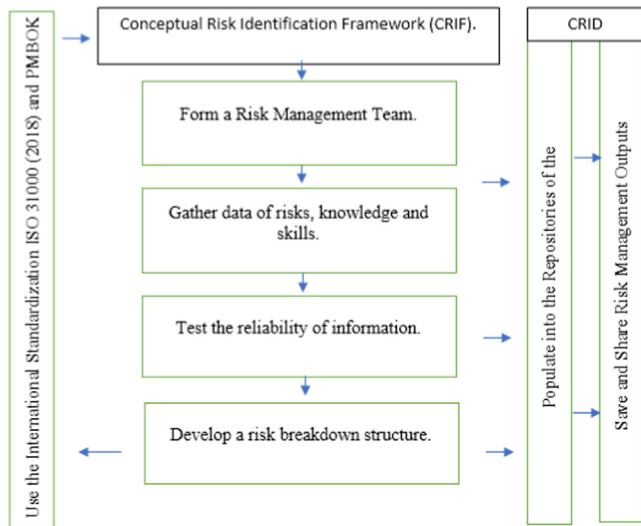 Conceptual Risk Identification Framework (CRIF).
CRID
Use the International Standardization ISO 31000 (2018) and PMBOK
Form a Risk Management Team.
Gather data of risks, knowledge and
skills.
Test the reliability of information.
Develop a risk breakdown structure.
Populate into the Repositories of the
Save and Share Risk Management Outputs